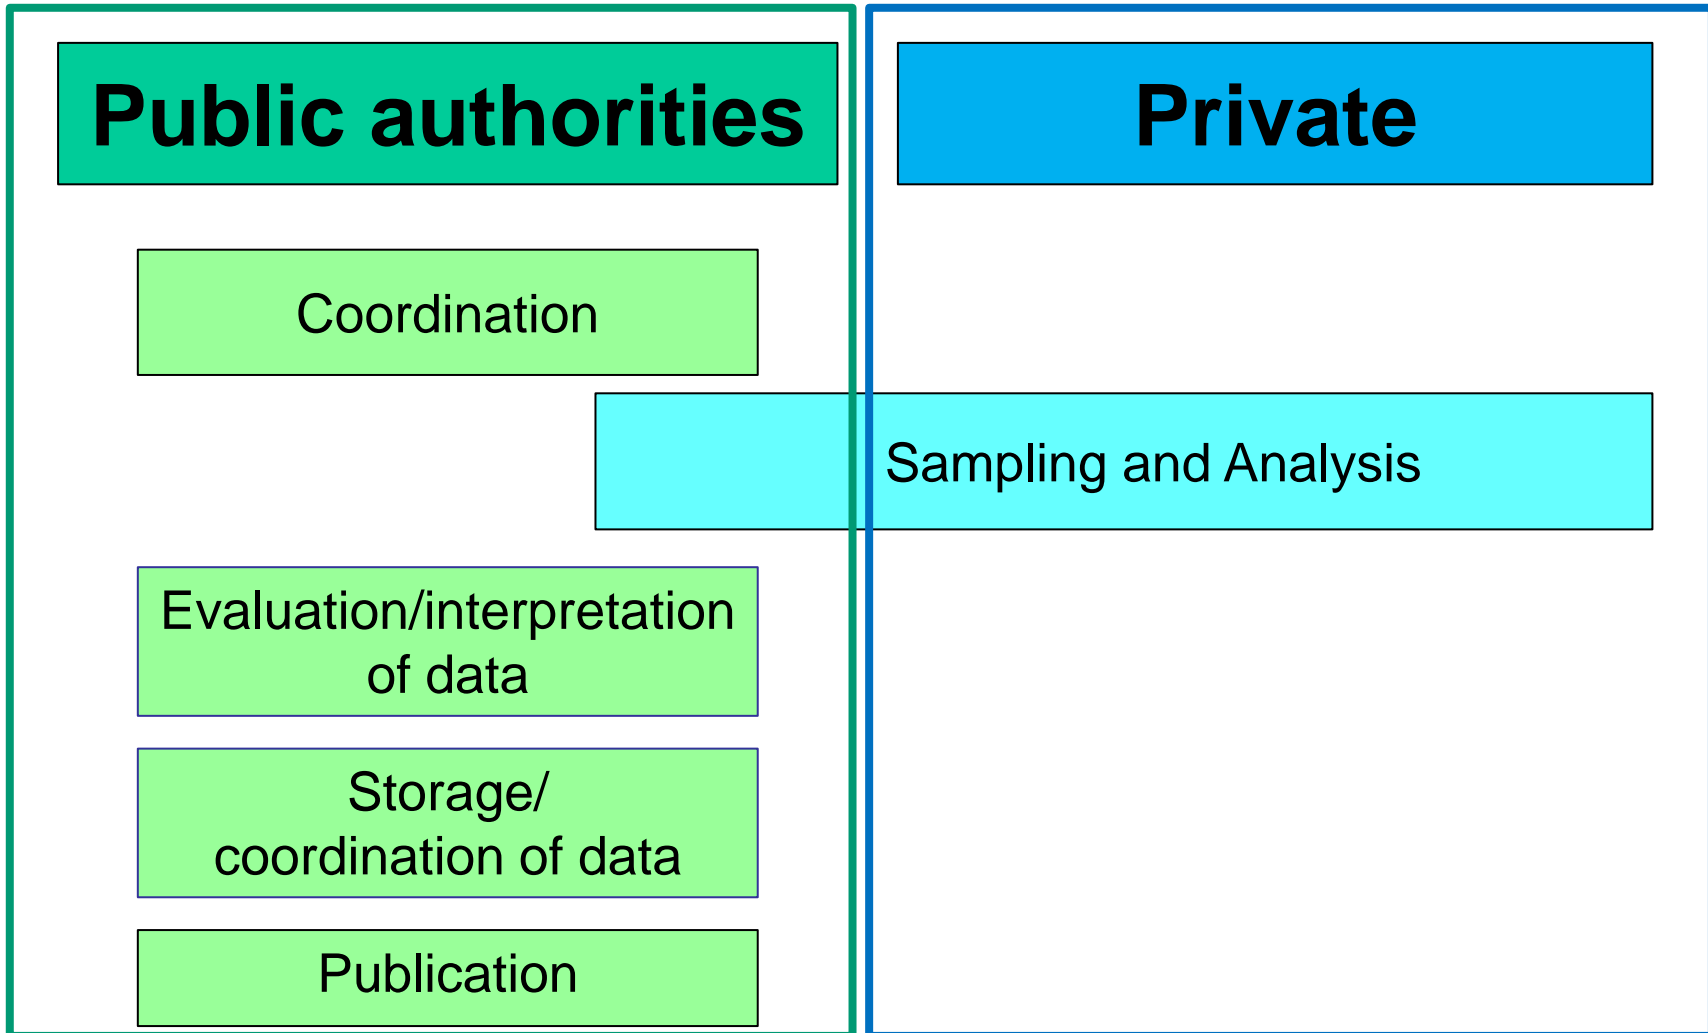 Public authorities
Private
Coordination
Sampling and Analysis
Evaluation/interpretation
of data
Storage/
coordination of data
Publication